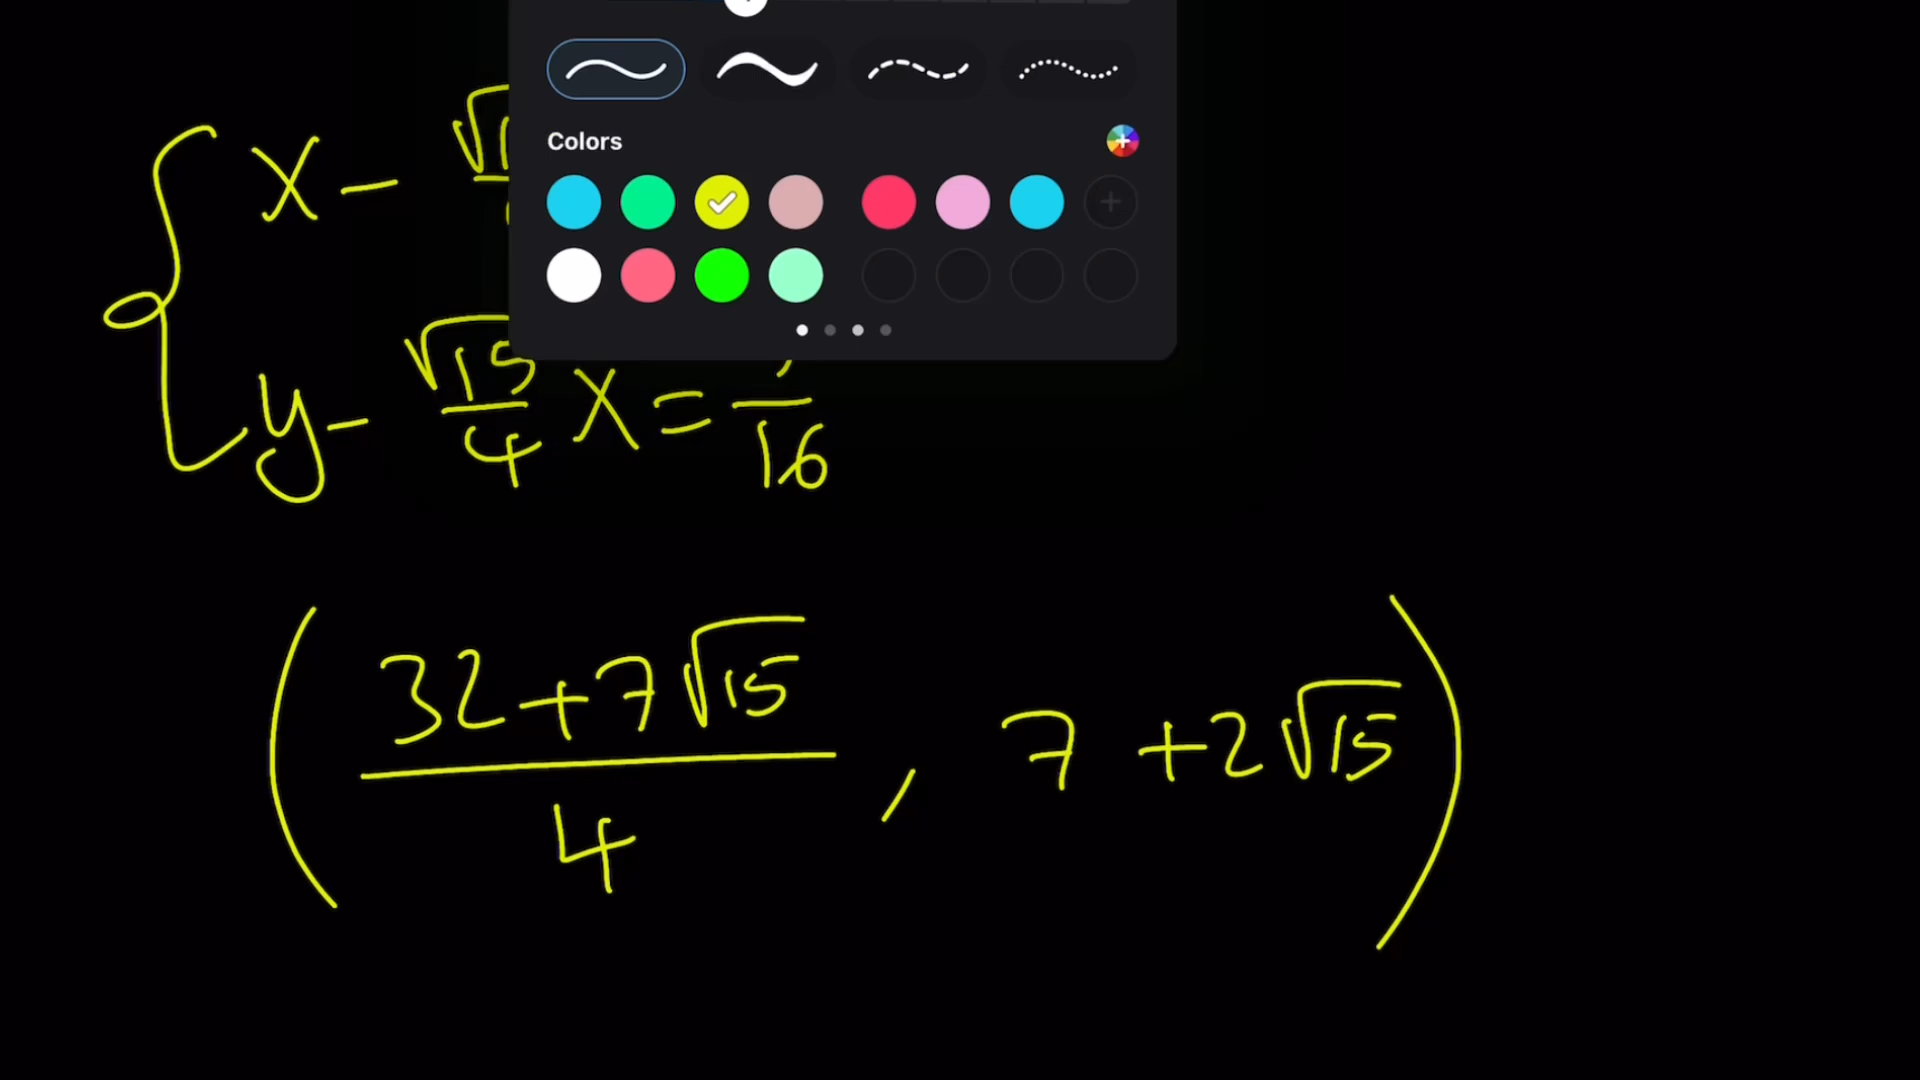 x - √
Colors
y - √15/4 x = /16
( (32+7√15)/4 , 7 +2√15 )